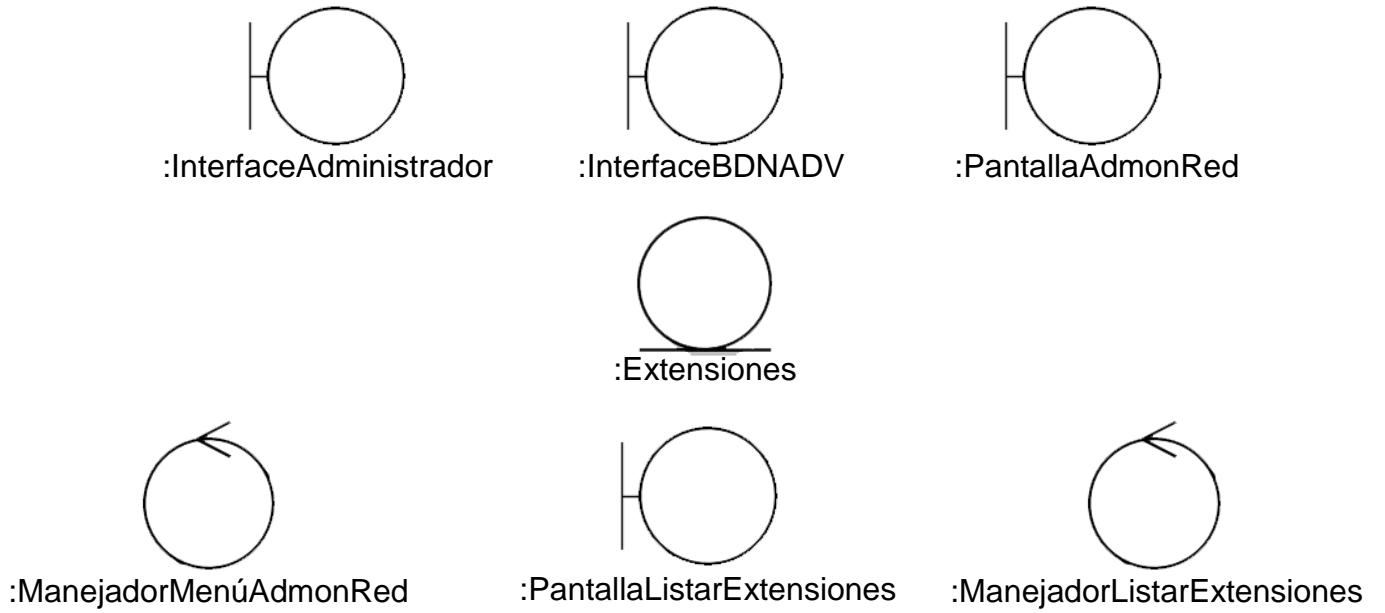 :InterfaceAdministrador :InterfaceBDNADV :PantallaAdmonRed
:Extensiones
:ManejadorMenúAdmonRed :PantallaListarExtensiones :ManejadorListarExtensiones